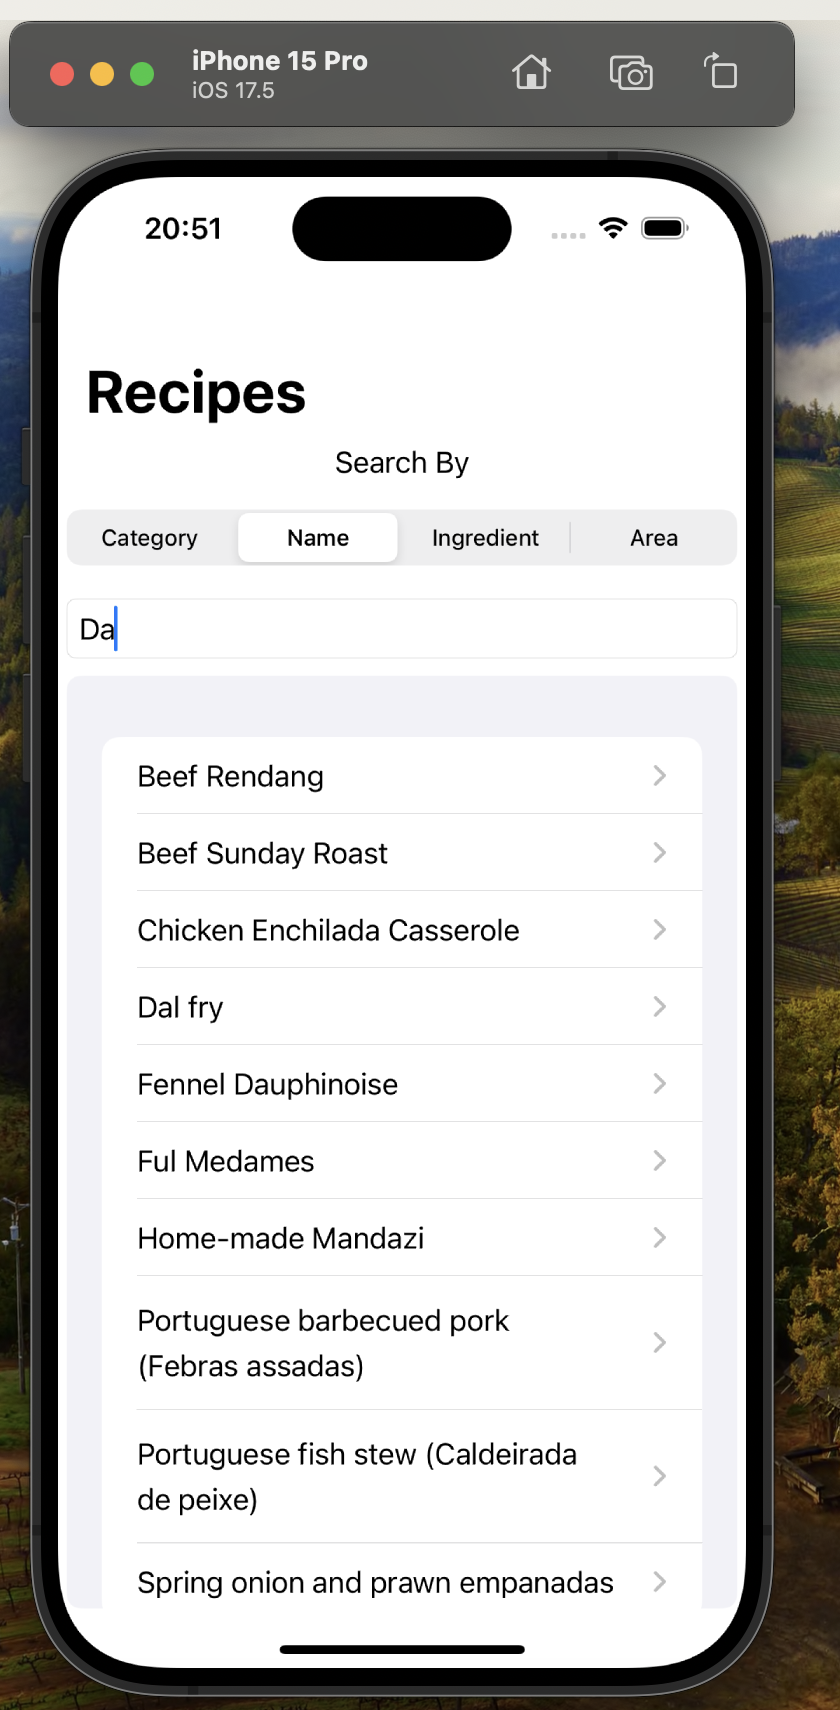 iPhone 15 Pro
iOS 17.5
20:51
Recipes
Search By
Category Name Ingredient Area
Da
Beef Rendang
Beef Sunday Roast
Chicken Enchilada Casserole
Dal fry
Fennel Dauphinoise
Ful Medames
Home-made Mandazi
Portuguese barbecued pork
(Febras assadas)
Portuguese fish stew (Caldeirada
de peixe)
Spring onion and prawn empanadas